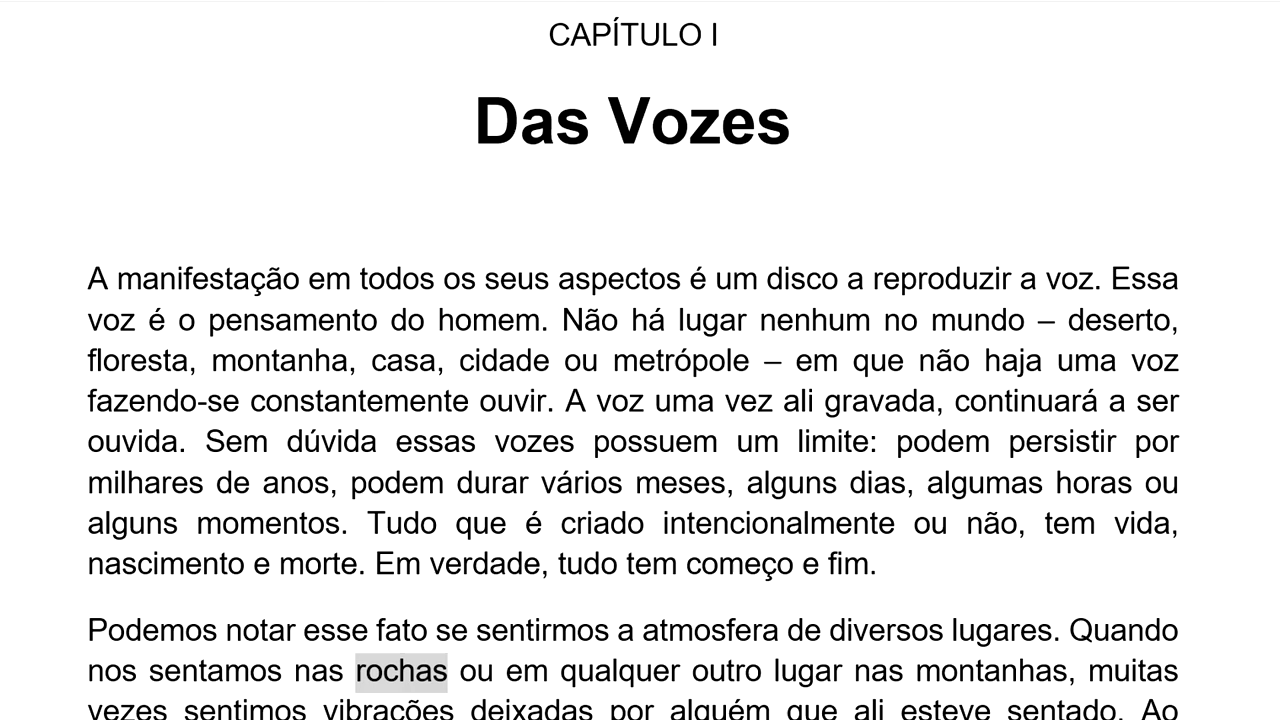 CAPÍTULO I
Das Vozes
A manifestação em todos os seus aspectos é um disco a reproduzir a voz. Essa
voz é o pensamento do homem. Não há lugar nenhum no mundo – deserto,
floresta, montanha, casa, cidade ou metrópole – em que não haja uma voz
fazendo-se constantemente ouvir. A voz uma vez ali gravada, continuará a ser
ouvida. Sem dúvida essas vozes possuem um limite: podem persistir por
milhares de anos, podem durar vários meses, alguns dias, algumas horas ou
alguns momentos. Tudo que é criado intencionalmente ou não, tem vida,
nascimento e morte. Em verdade, tudo tem começo e fim.
Podemos notar esse fato se sentirmos a atmosfera de diversos lugares. Quando
nos sentamos nas rochas ou em qualquer outro lugar nas montanhas, muitas
vezes sentimos vibrações deixadas por alguém que ali esteve sentado. Ao